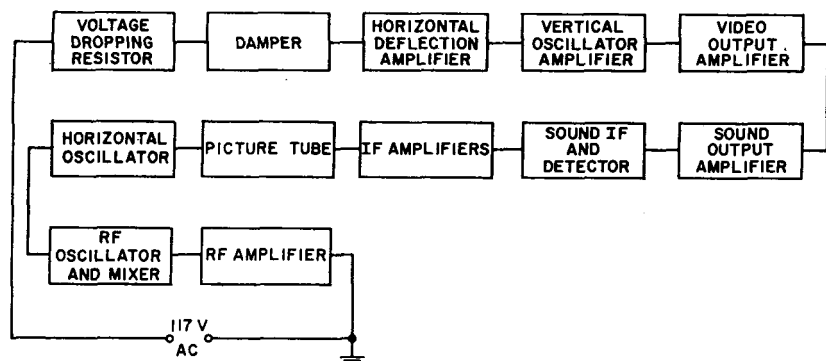 VOLTAGE
DROPPING
RESISTOR
DAMPER
HORIZONTAL
DEFLECTION
AMPLIFIER
VERTICAL
OSCILLATOR
AMPLIFIER
VIDEO
OUTPUT
AMPLIFIER
HORIZONTAL
OSCILLATOR
PICTURE TUBE
IF AMPLIFIERS
SOUND IF
AND
DETECTOR
SOUND
OUTPUT
AMPLIFIER
RF
OSCILLATOR
AND MIXER
RF AMPLIFIER
117 V
AC